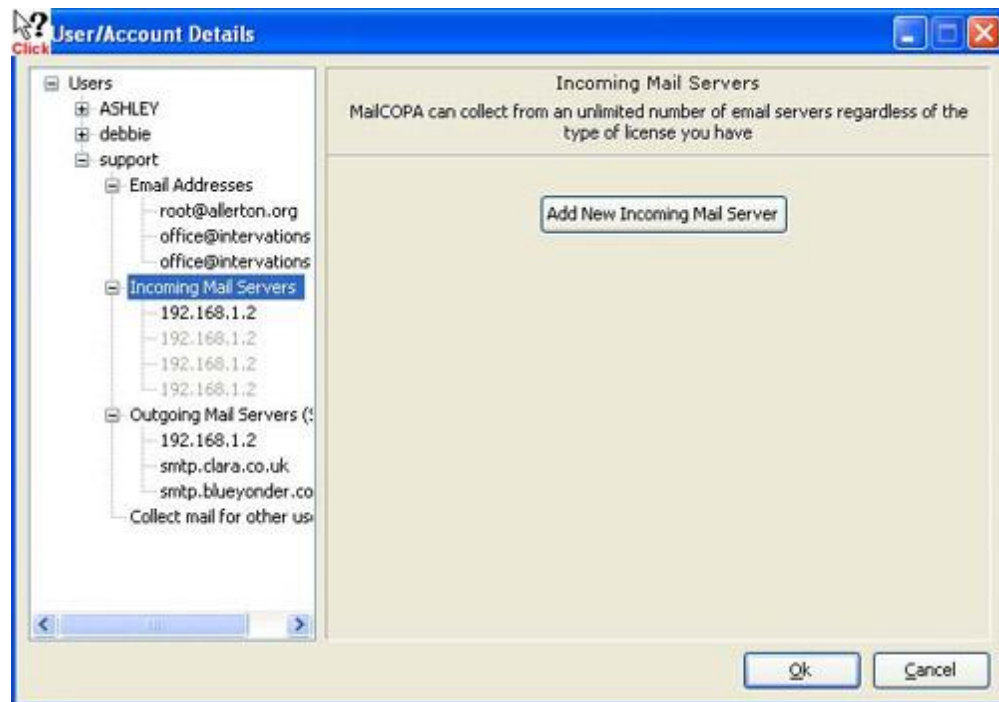 Click
User/Account Details
Users
ASHLEY
debbie
support
Email Addresses
root@allerton.org
office@intervations
office@intervations
Incoming Mail Servers
192.168.1.2
192.168.1.2
192.168.1.2
192.168.1.2
Outgoing Mail Servers (S
192.168.1.2
smtp.clara.co.uk
smtp.blueyonder.co
Collect mail for other us
Incoming Mail Servers
MailCOPA can collect from an unlimited number of email servers regardless of the
type of license you have
Add New Incoming Mail Server
Ok
Cancel